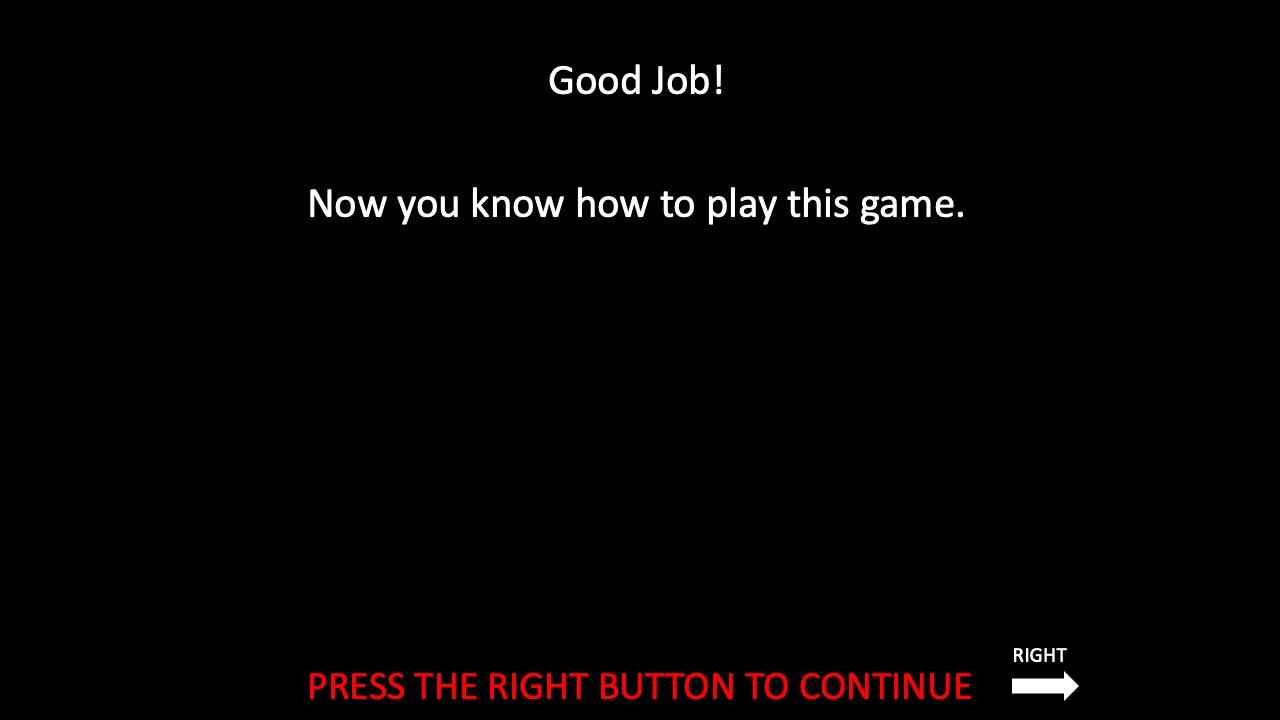 Good Job!
Now you know how to play this game.
RIGHT
PRESS THE RIGHT BUTTON TO CONTINUE